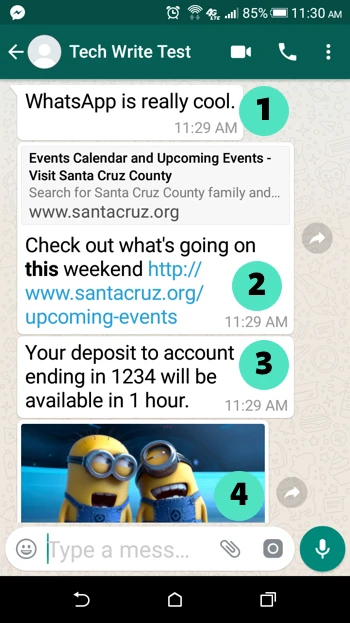 85% 11:30 AM
Tech Write Test
WhatsApp is really cool.
1
11:29 AM
Events Calendar and Upcoming Events -
Visit Santa Cruz County
Search for Santa Cruz County family and...
www.santacruz.org
Check out what's going on
this weekend http://
www.santacruz.org/
upcoming-events
2
11:29 AM
Your deposit to account
ending in 1234 will be
available in 1 hour.
3
11:29 AM
4
Type a mess...